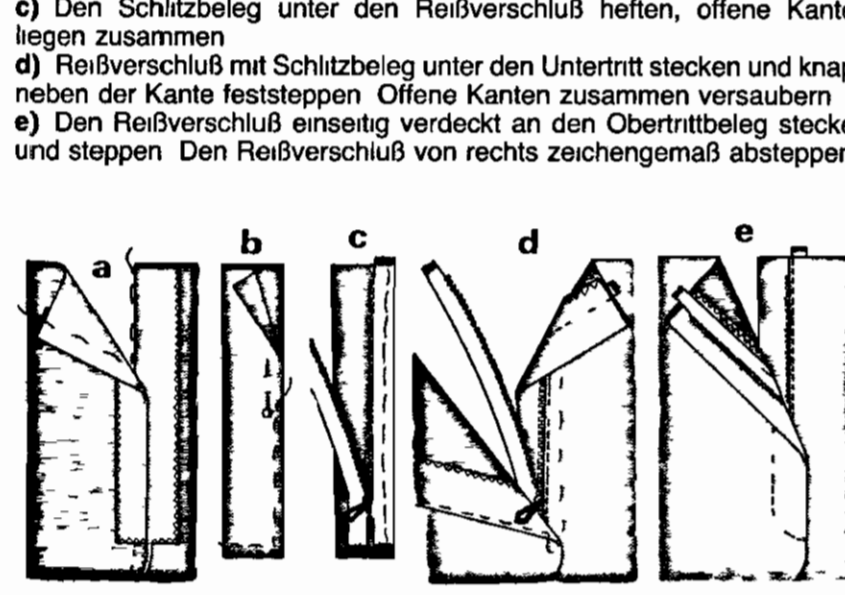 c) Den Schlitzbeleg unter den Reißverschluß heften, offene Kante
liegen zusammen
d) Reißverschluß mit Schlitzbeleg unter den Untertritt stecken und knap
neben der Kante feststeppen Offene Kanten zusammen versaubern
e) Den Reißverschluß einseitig verdeckt an den Obertrittbeleg stecke
und steppen Den Reißverschluß von rechts zeichengemaß absteppen
a b c d e